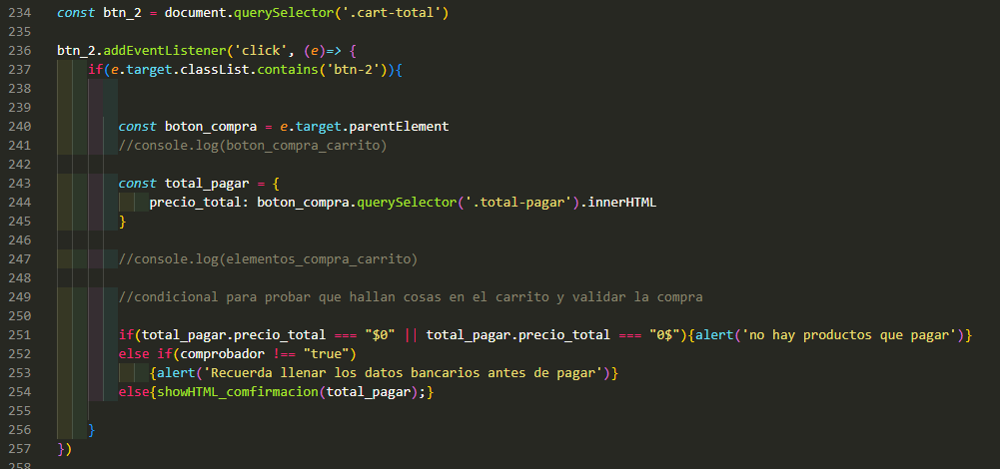 234 const btn_2 = document.querySelector('.cart-total')
235
236 btn_2.addEventListener('click', (e)=> {
237 if(e.target.classList.contains('btn-2')){
238
239
240 const boton_compra = e.target.parentElement
241 //console.log(boton_compra_carrito)
242
243 const total_pagar = {
244 precio_total: boton_compra.querySelector('.total-pagar').innerHTML
245 }
246
247 //console.log(elementos_compra_carrito)
248
249 //condicional para probar que hallan cosas en el carrito y validar la compra
250
251 if(total_pagar.precio_total === "$0" || total_pagar.precio_total === "0$"){alert('no hay productos que pagar')}
252 else if(comprobador !== "true")
253 {alert('Recuerda llenar los datos bancarios antes de pagar')}
254 else{showHTML_comfirmacion(total_pagar);}
255
256 }
257 })
258